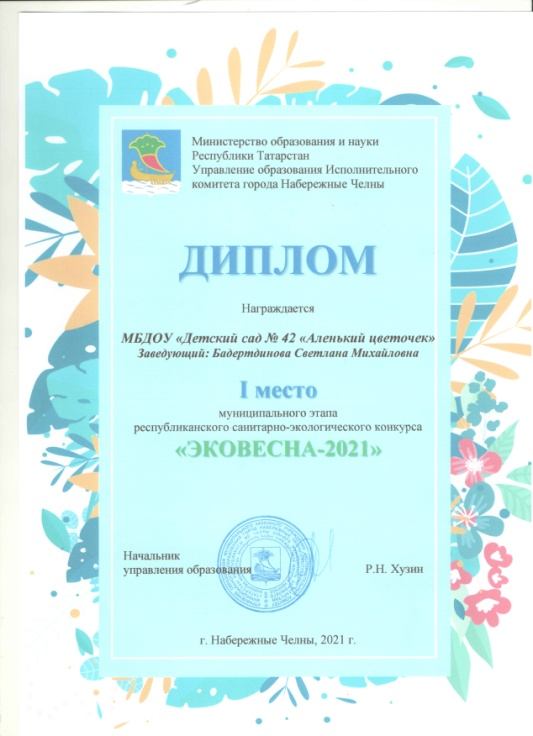 Министерство образования и науки
Республики Татарстан
Управление образования Исполнительного
комитета города Набережные Челны
ДИПЛОМ
Награждается
МБДОУ «Детский сад № 42 «Аленький цветочек»
Заведующий: Бадертдинова Светлана Михайловна
I место
муниципального этапа
республиканского санитарно-экологического конкурса
«ЭКОВЕСНА-2021»
Начальник
управления образования
Р.Н. Хузин
г. Набережные Челны, 2021 г.